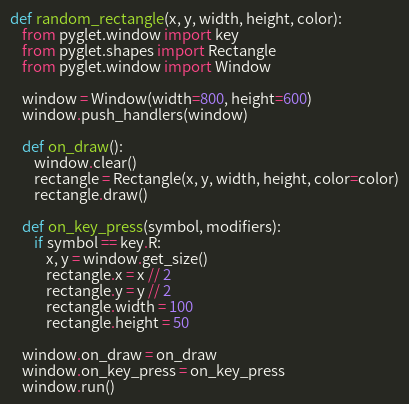 def random_rectangle(x, y, width, height, color):
    from pyglet.window import key
    from pyglet.shapes import Rectangle
    from pyglet.window import Window

    window = Window(width=800, height=600)
    window.push_handlers(window)

    def on_draw():
        window.clear()
        rectangle = Rectangle(x, y, width, height, color=color)
        rectangle.draw()

    def on_key_press(symbol, modifiers):
        if symbol == key.R:
            x, y = window.get_size()
            rectangle.x = x // 2
            rectangle.y = y // 2
            rectangle.width = 100
            rectangle.height = 50

    window.on_draw = on_draw
    window.on_key_press = on_key_press
    window.run()